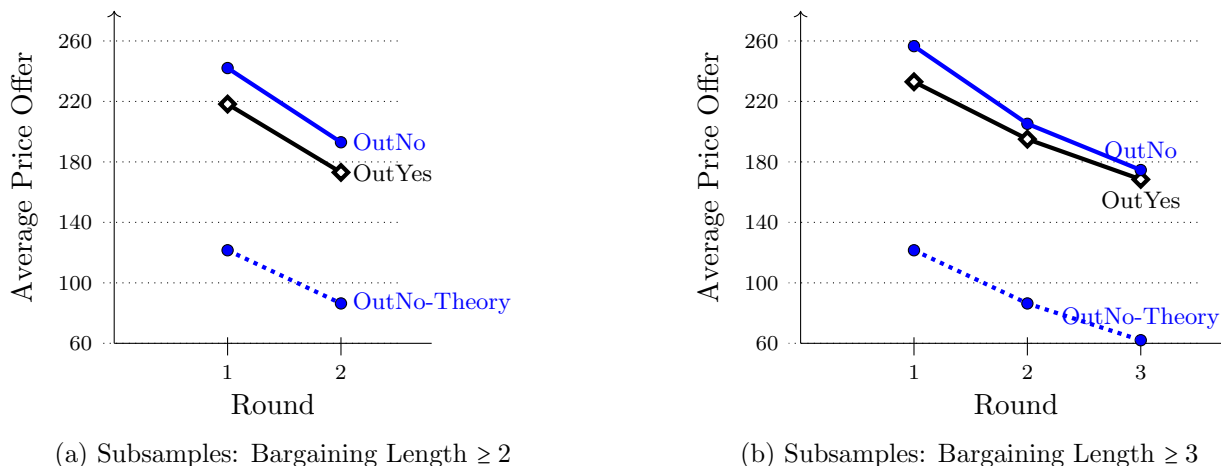 Average Price Offer
260
220
180
140
100
60
OutNo
OutYes
OutNo-Theory
1 2
Round
(a) Subsamples: Bargaining Length ≥ 2
Average Price Offer
260
220
180
140
100
60
OutNo
OutYes
OutNo-Theory
1 2 3
Round
(b) Subsamples: Bargaining Length ≥ 3